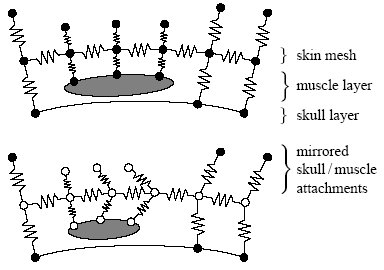 skin mesh
muscle layer
skull layer
mirrored
skull / muscle
attachments